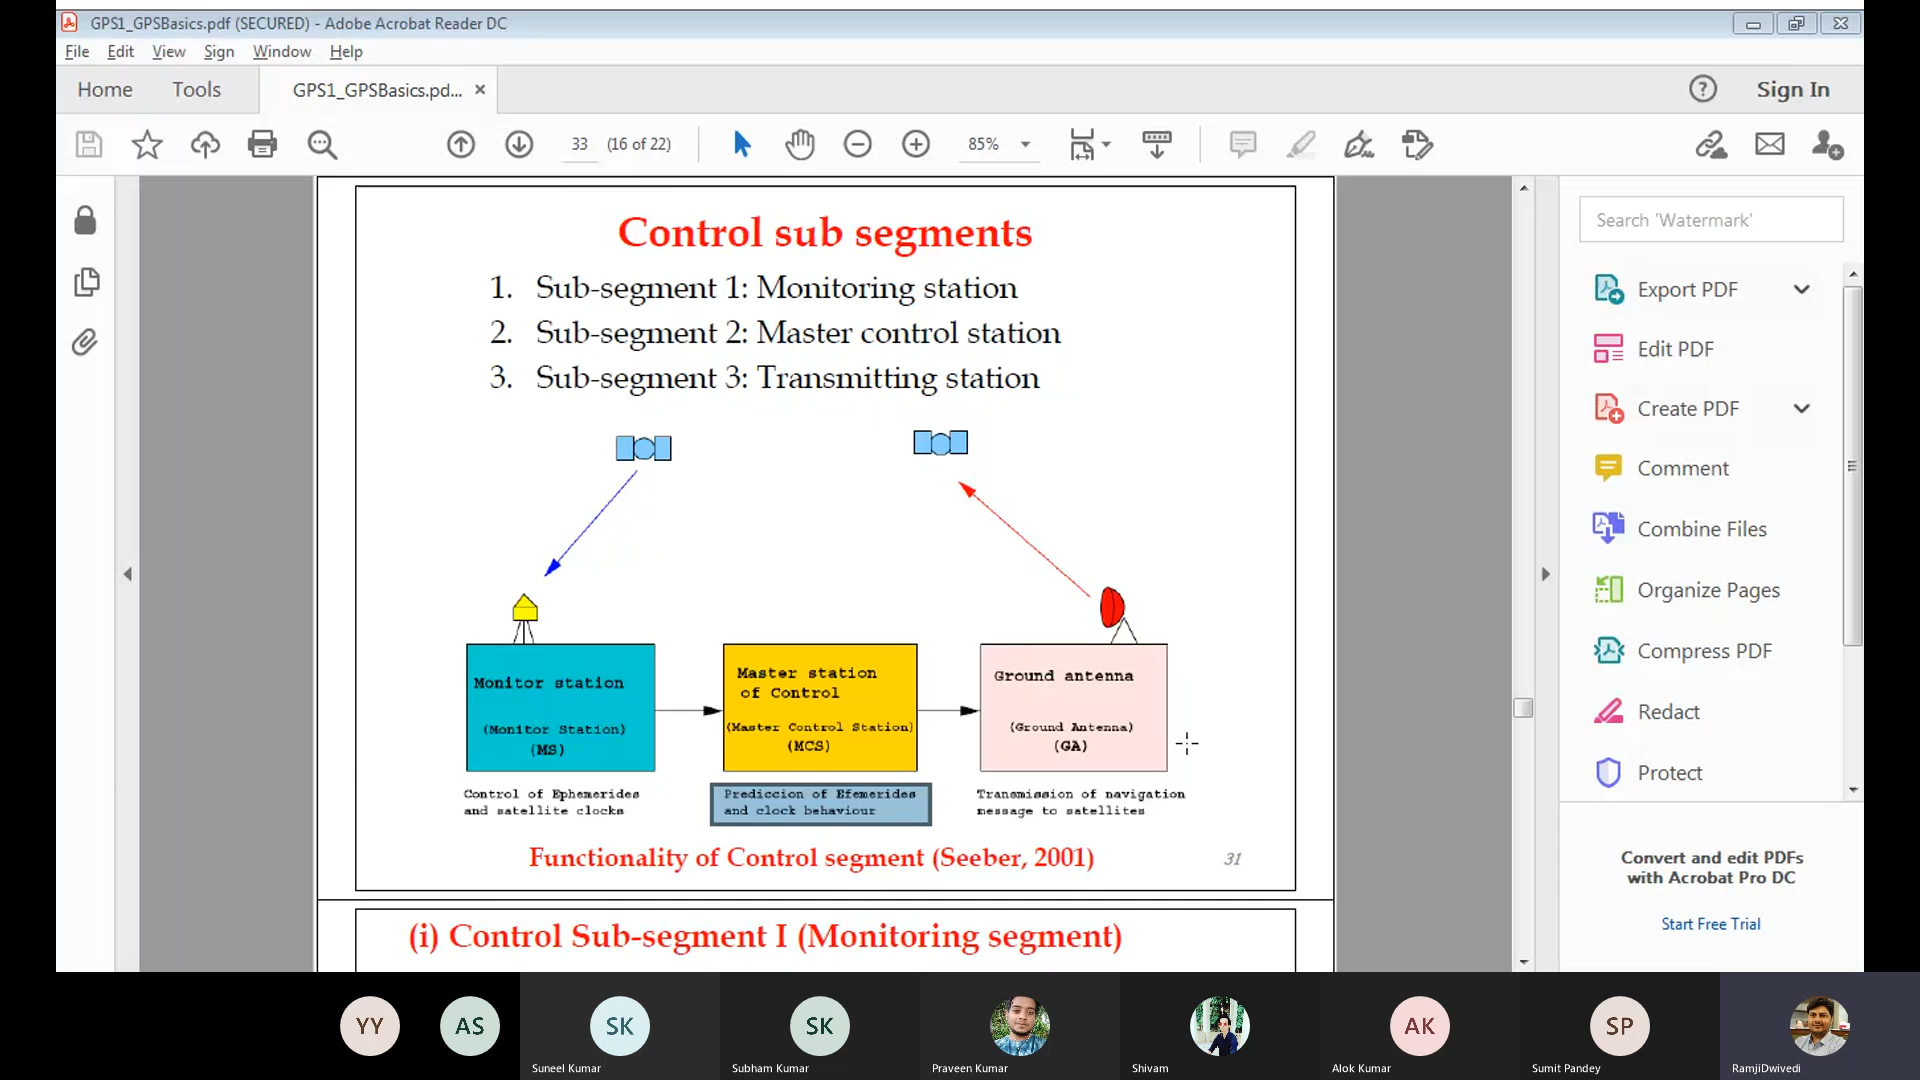 GPS1_GPSBasics.pdf (SECURED) - Adobe Acrobat Reader DC
File Edit View Sign Window Help
Home Tools GPS1_GPSBasics.pd... × Sign In
33 (16 of 22) 85%
Control sub segments
1. Sub-segment 1: Monitoring station
2. Sub-segment 2: Master control station
3. Sub-segment 3: Transmitting station
Monitor station
(Monitor Station)
(MS)
Master station
of Control
(Master Control Station)
(MCS)
Ground antenna
(Ground Antenna)
(GA)
Control of Ephemerides
and satellite clocks
Prediccion of Efemerides
and clock behaviour
Transmission of navigation
message to satellites
Functionality of Control segment (Seeber, 2001)
31
(i) Control Sub-segment I (Monitoring segment)
Search 'Watermark'
Export PDF
Edit PDF
Create PDF
Comment
Combine Files
Organize Pages
Compress PDF
Redact
Protect
Convert and edit PDFs
with Acrobat Pro DC
Start Free Trial
YY AS SK SK AK SP
Suneel Kumar Subham Kumar Praveen Kumar Shivam Alok Kumar Sumit Pandey RamjiDwivedi